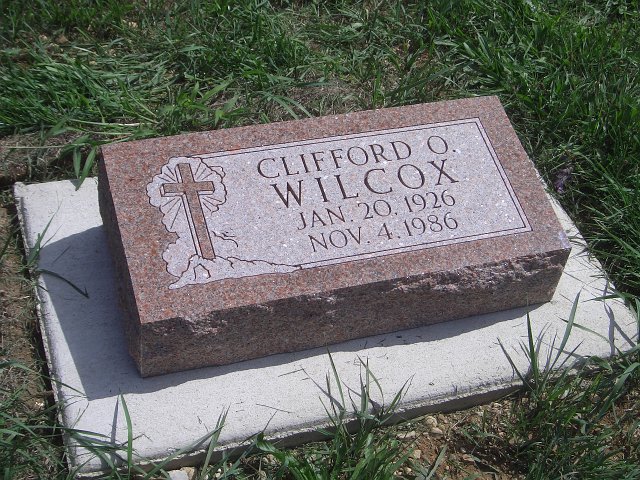 CLIFFORD O.
WILCOX
JAN. 20, 1926
NOV. 4, 1986